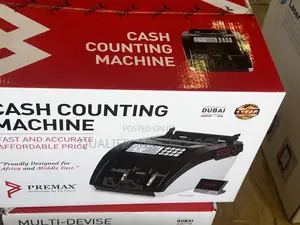 CASH COUNTING
MACHINE
CASH COUNTING
MACHINE
FAST AND ACCURATE
AFFORDABLE PRICE
"Proudly Designed for
Africa and Middle East."
PREMAX
DUBAI
POSTED ON
MULTI-DEVISE
DUBAI